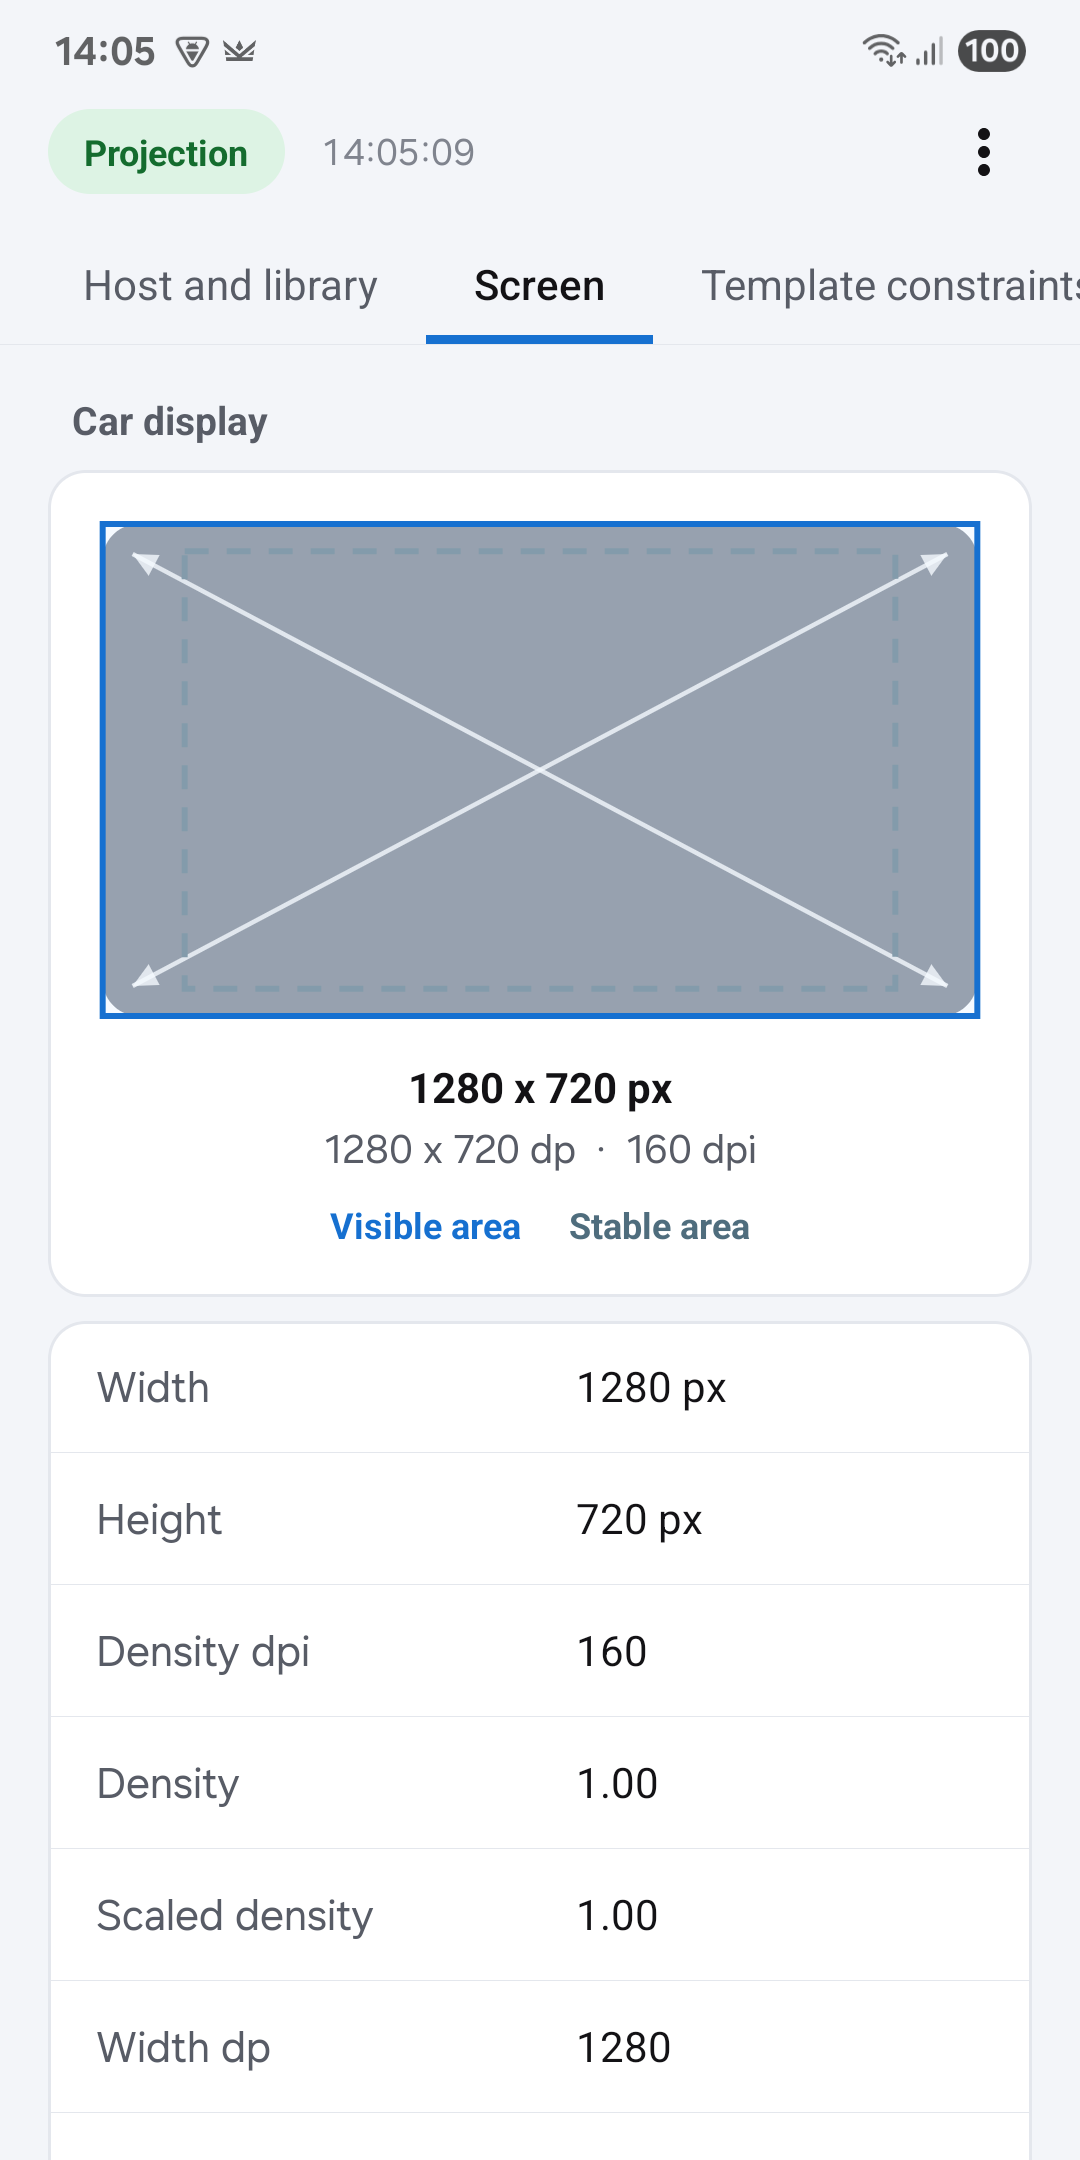 14:05
100
Projection 14:05:09
Host and library Screen Template constraints
Car display
1280 x 720 px
1280 x 720 dp · 160 dpi
Visible area Stable area
Width 1280 px
Height 720 px
Density dpi 160
Density 1.00
Scaled density 1.00
Width dp 1280